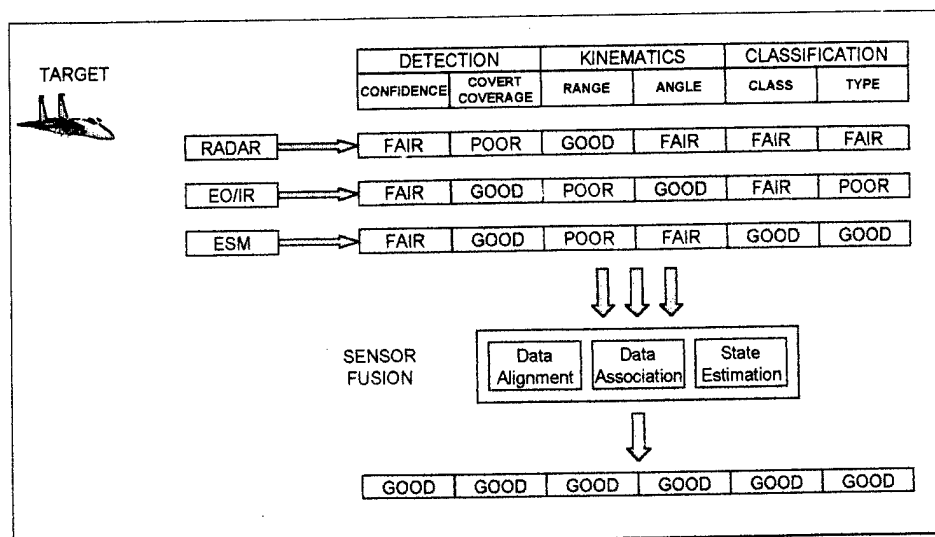 TARGET
DETECTION KINEMATICS CLASSIFICATION
CONFIDENCE COVERT COVERAGE RANGE ANGLE CLASS TYPE
RADAR FAIR POOR GOOD FAIR FAIR FAIR
EO/IR FAIR GOOD POOR GOOD FAIR POOR
ESM FAIR GOOD POOR FAIR GOOD GOOD
SENSOR FUSION
Data Alignment
Data Association
State Estimation
GOOD GOOD GOOD GOOD GOOD GOOD